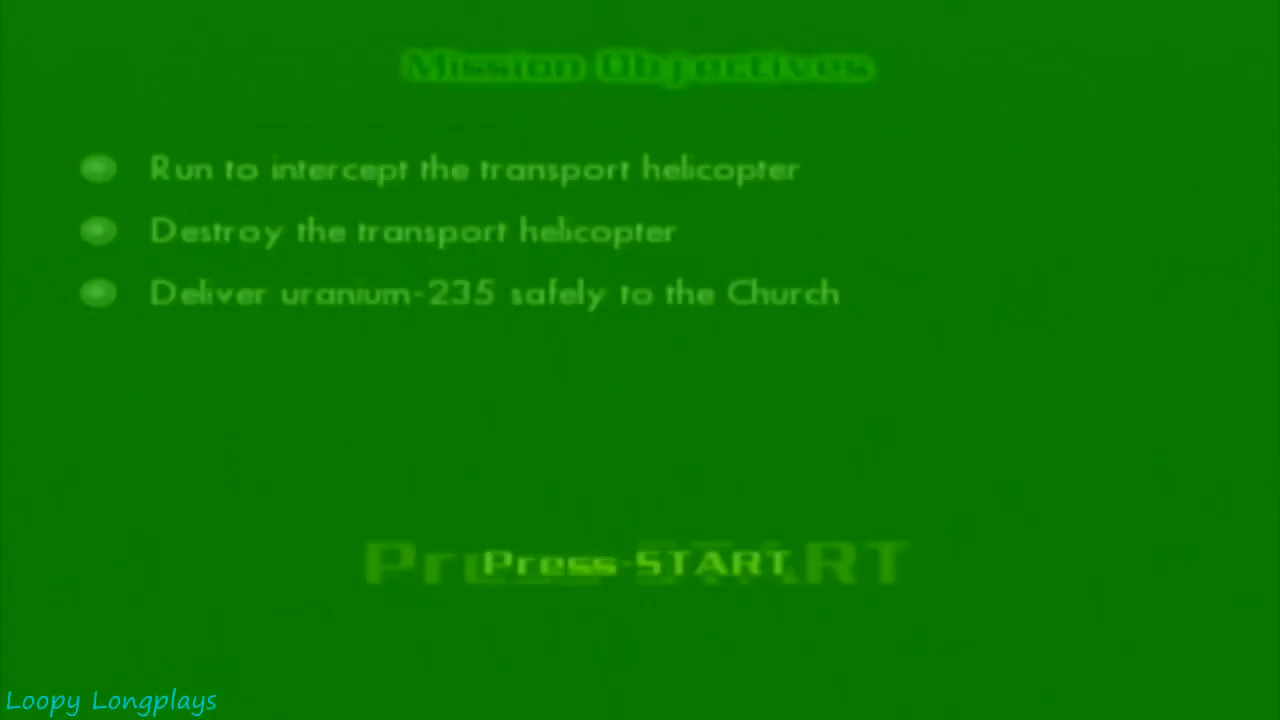 Mission Objectives
Run to intercept the transport helicopter
Destroy the transport helicopter
Deliver uranium-235 safely to the Church
Press START
Loopy Longplays